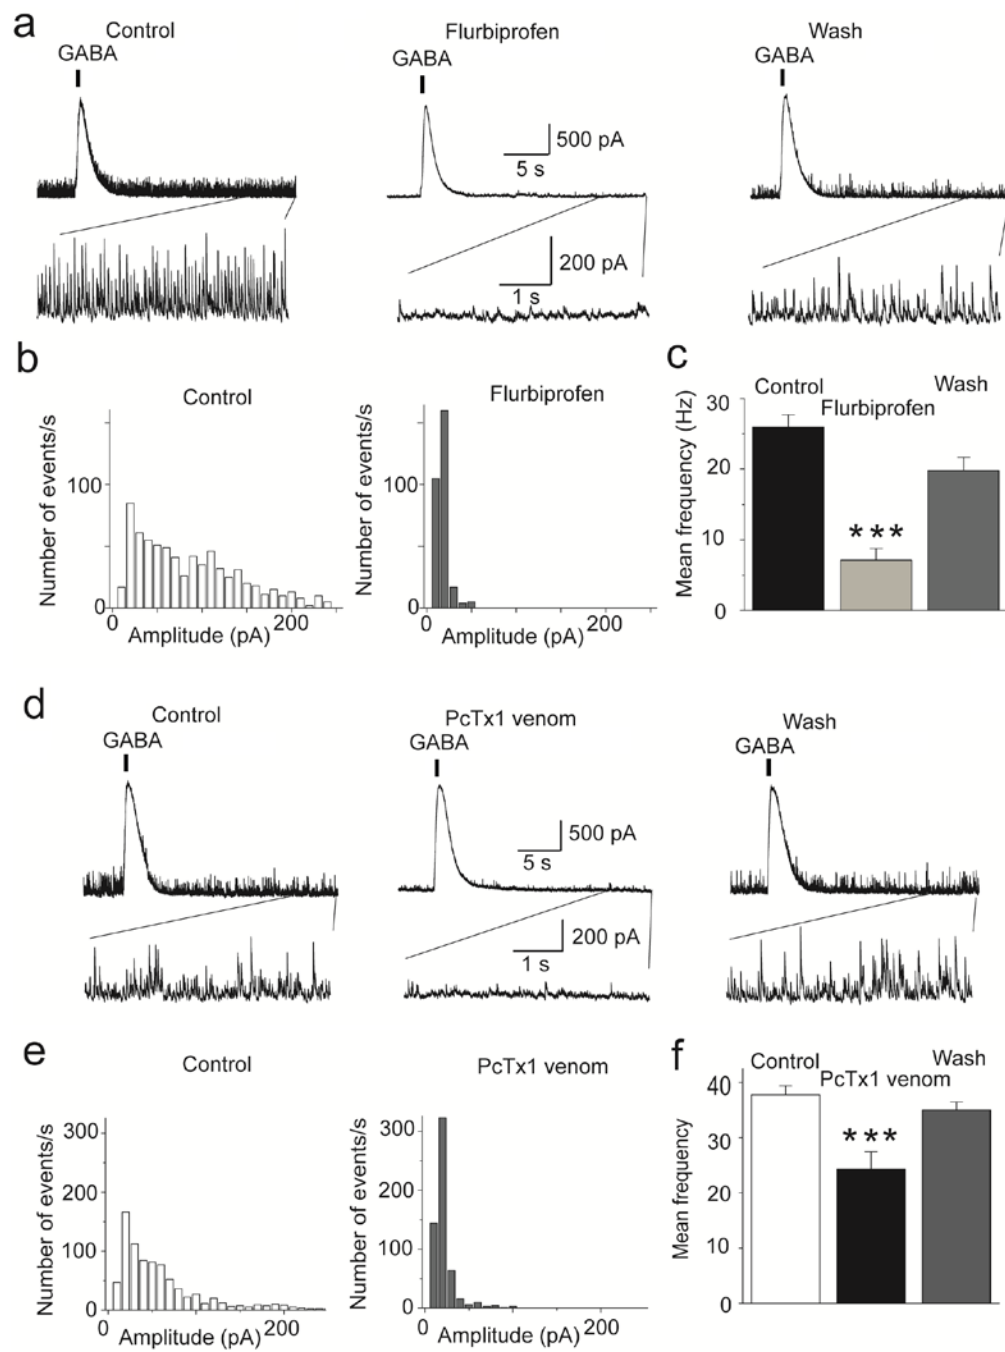 a
Control
Flurbiprofen
Wash
GABA
GABA
GABA
500 pA
5 s
200 pA
1 s
b
Control
Flurbiprofen
Number of events/s
100
0
0
200
Amplitude (pA)
Number of events/s
100
0
0
200
Amplitude (pA)
c
Control
Flurbiprofen
Wash
Mean frequency (Hz)
30
20
10
0
***
d
Control
PcTx1 venom
Wash
GABA
GABA
GABA
500 pA
5 s
200 pA
1 s
e
Control
PcTx1 venom
Number of events/s
300
200
100
0
0
200
Amplitude (pA)
Number of events/s
300
200
100
0
0
200
Amplitude (pA)
f
Control
PcTx1 venom
Wash
Mean frequency
40
30
20
10
0
***